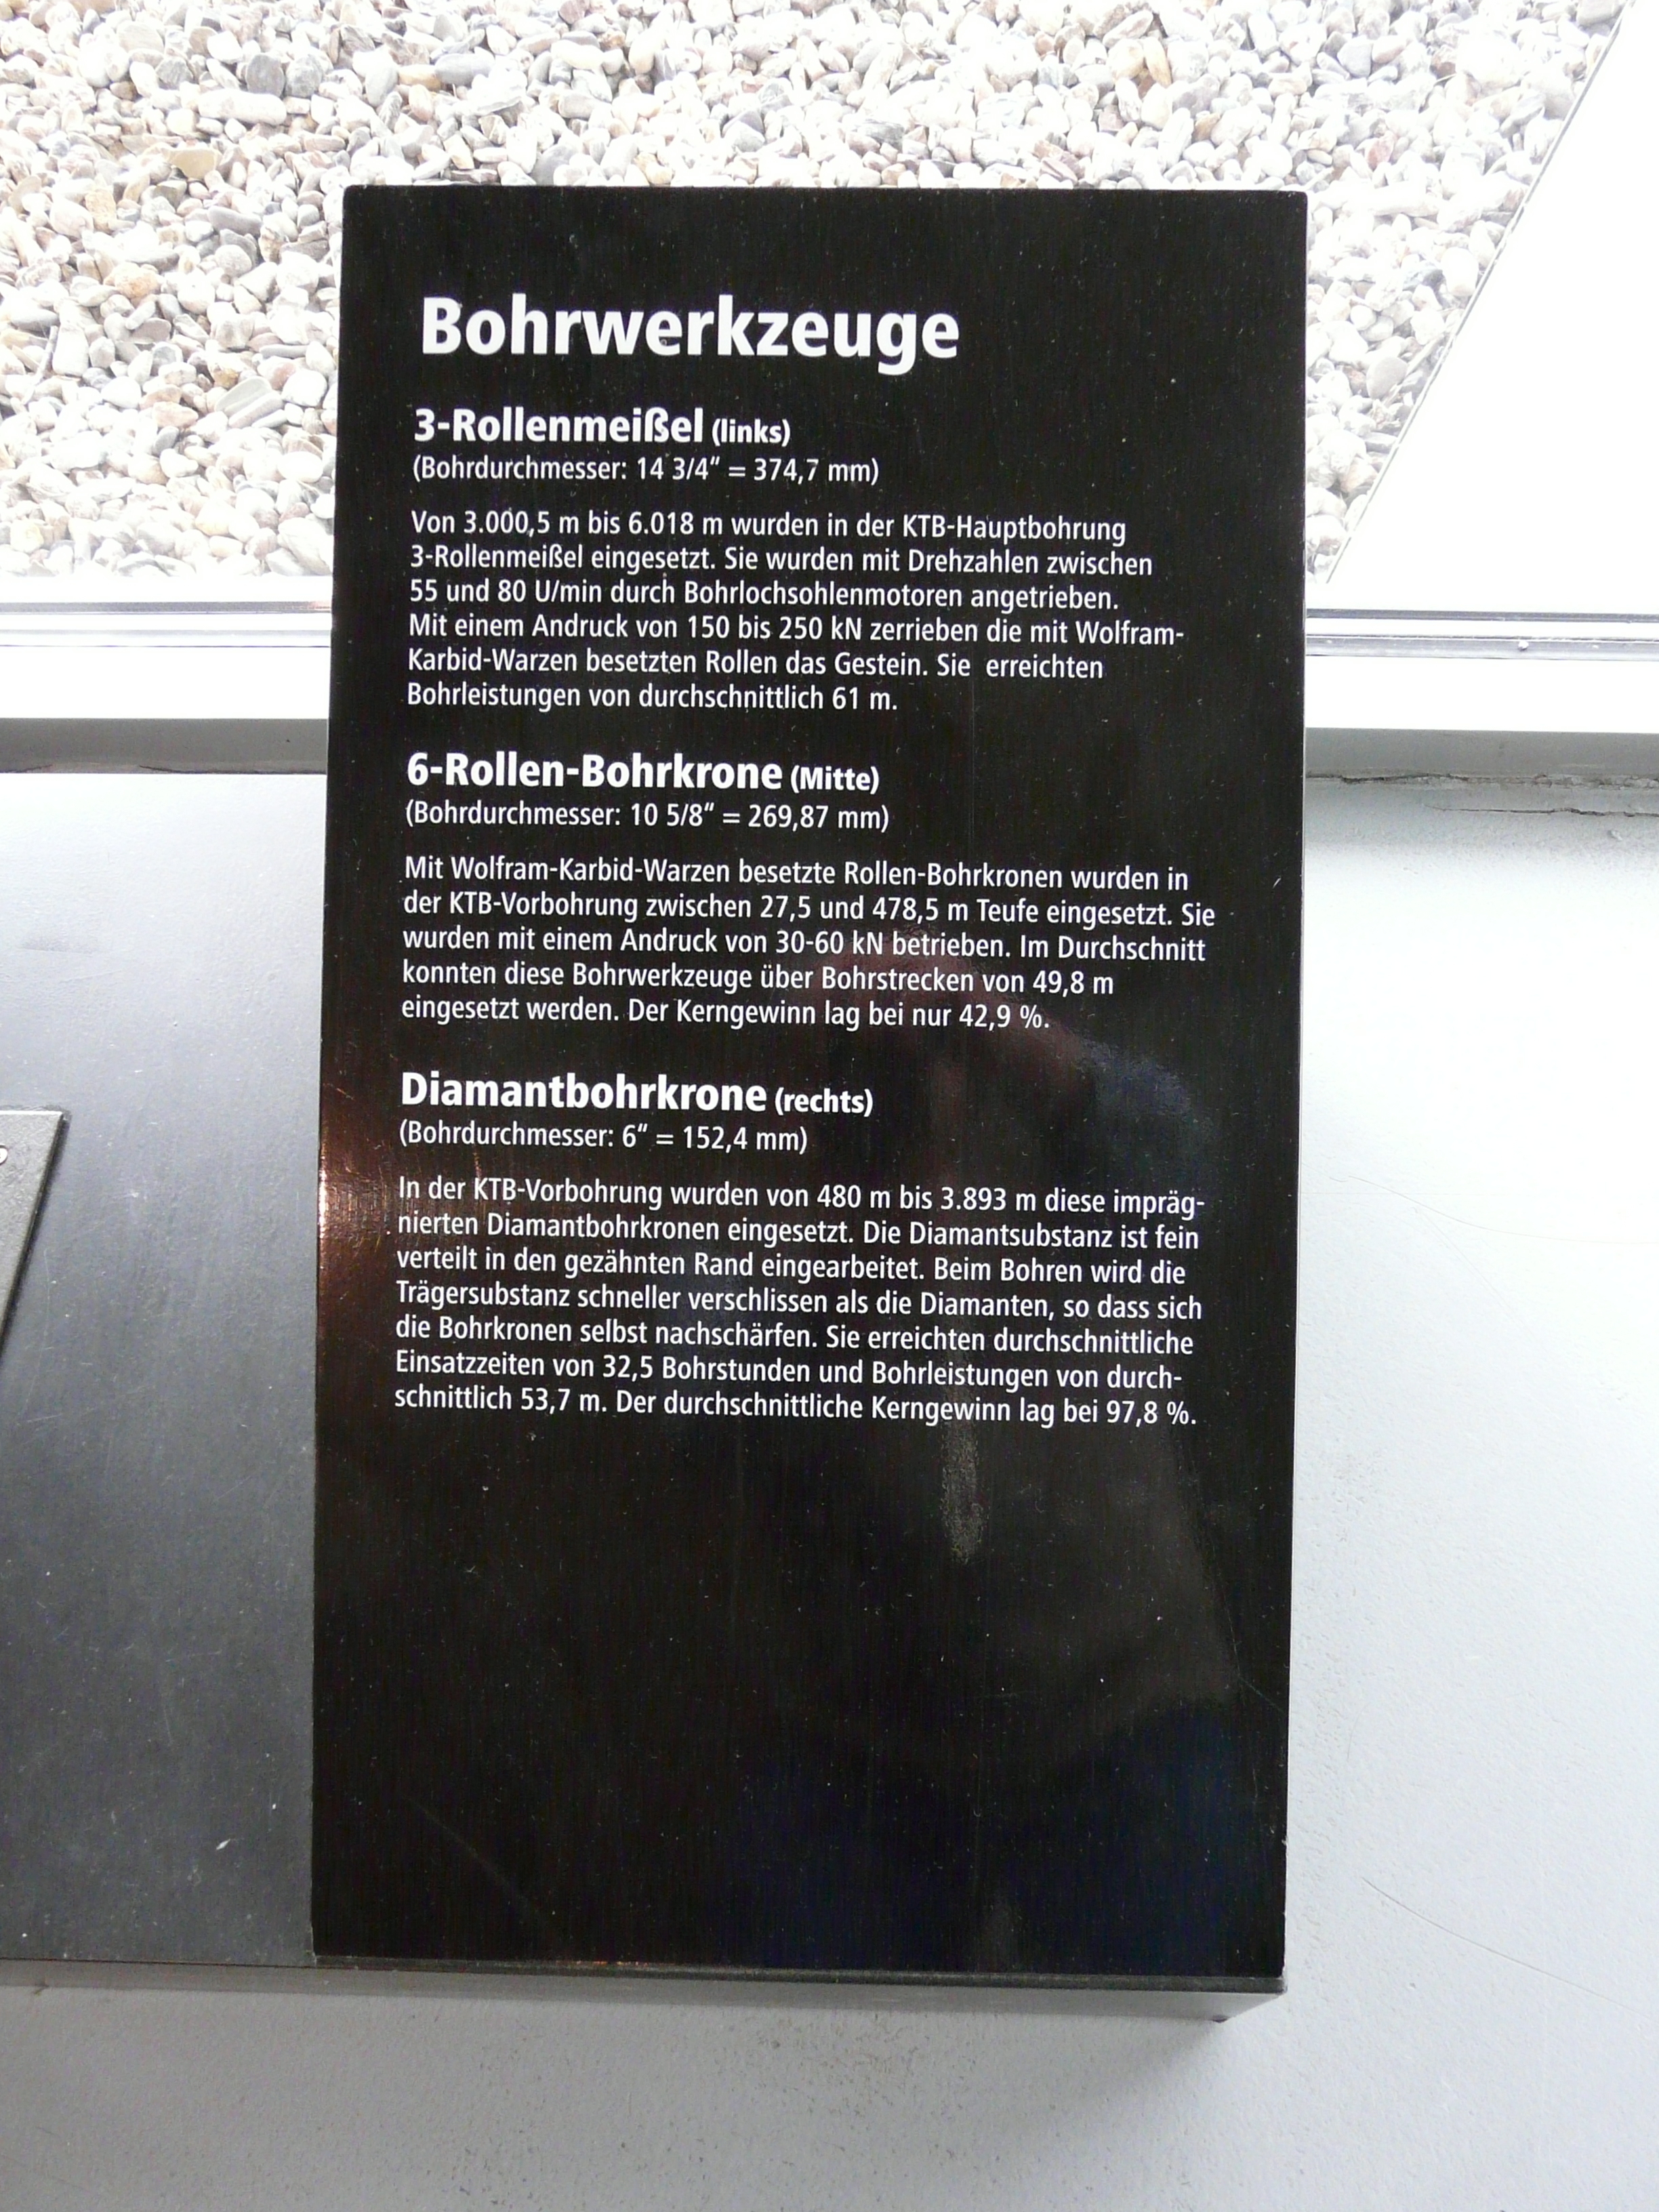 Bohrwerkzeuge
3-Rollenmeißel (links)
(Bohrdurchmesser: 14 3/4“ = 374,7 mm)
Von 3.000,5 m bis 6.018 m wurden in der KTB-Hauptbohrung
3-Rollenmeißel eingesetzt. Sie wurden mit Drehzahlen zwischen
55 und 80 U/min durch Bohrlochsohlenmotoren angetrieben.
Mit einem Andruck von 150 bis 250 kN zerrieben die mit Wolfram-
Karbid-Warzen besetzten Rollen das Gestein. Sie  erreichten
Bohrleistungen von durchschnittlich 61 m.
6-Rollen-Bohrkrone (Mitte)
(Bohrdurchmesser: 10 5/8“ = 269,87 mm)
Mit Wolfram-Karbid-Warzen besetzte Rollen-Bohrkronen wurden in
der KTB-Vorbohrung zwischen 27,5 und 478,5 m Teufe eingesetzt. Sie
wurden mit einem Andruck von 30-60 kN betrieben. Im Durchschnitt
konnten diese Bohrwerkzeuge über Bohrstrecken von 49,8 m
eingesetzt werden. Der Kerngewinn lag bei nur 42,9 %.
Diamantbohrkrone (rechts)
(Bohrdurchmesser: 6“ = 152,4 mm)
In der KTB-Vorbohrung wurden von 480 m bis 3.893 m diese impräg-
nierten Diamantbohrkronen eingesetzt. Die Diamantsubstanz ist fein
verteilt in den gezähnten Rand eingearbeitet. Beim Bohren wird die
Trägersubstanz schneller verschlissen als die Diamanten, so dass sich
die Bohrkronen selbst nachschärfen. Sie erreichten durchschnittliche
Einsatzzeiten von 32,5 Bohrstunden und Bohrleistungen von durch-
schnittlich 53,7 m. Der durchschnittliche Kerngewinn lag bei 97,8 %.